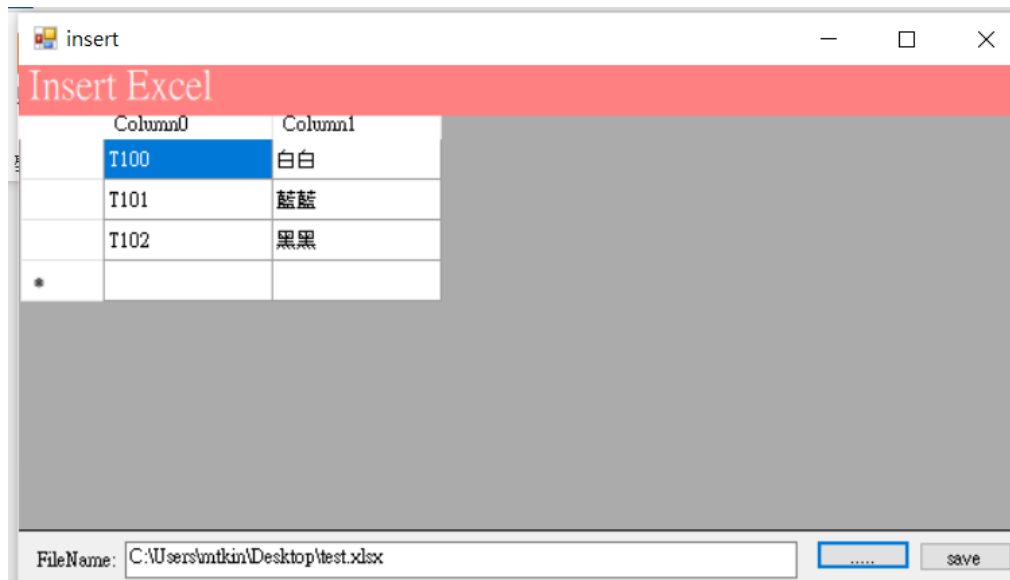 insert
Insert Excel
Column0 Column1
T100 白白
T101 藍藍
T102 黑黑
FileName: C:\Users\mtkin\Desktop\test.xlsx ..... save